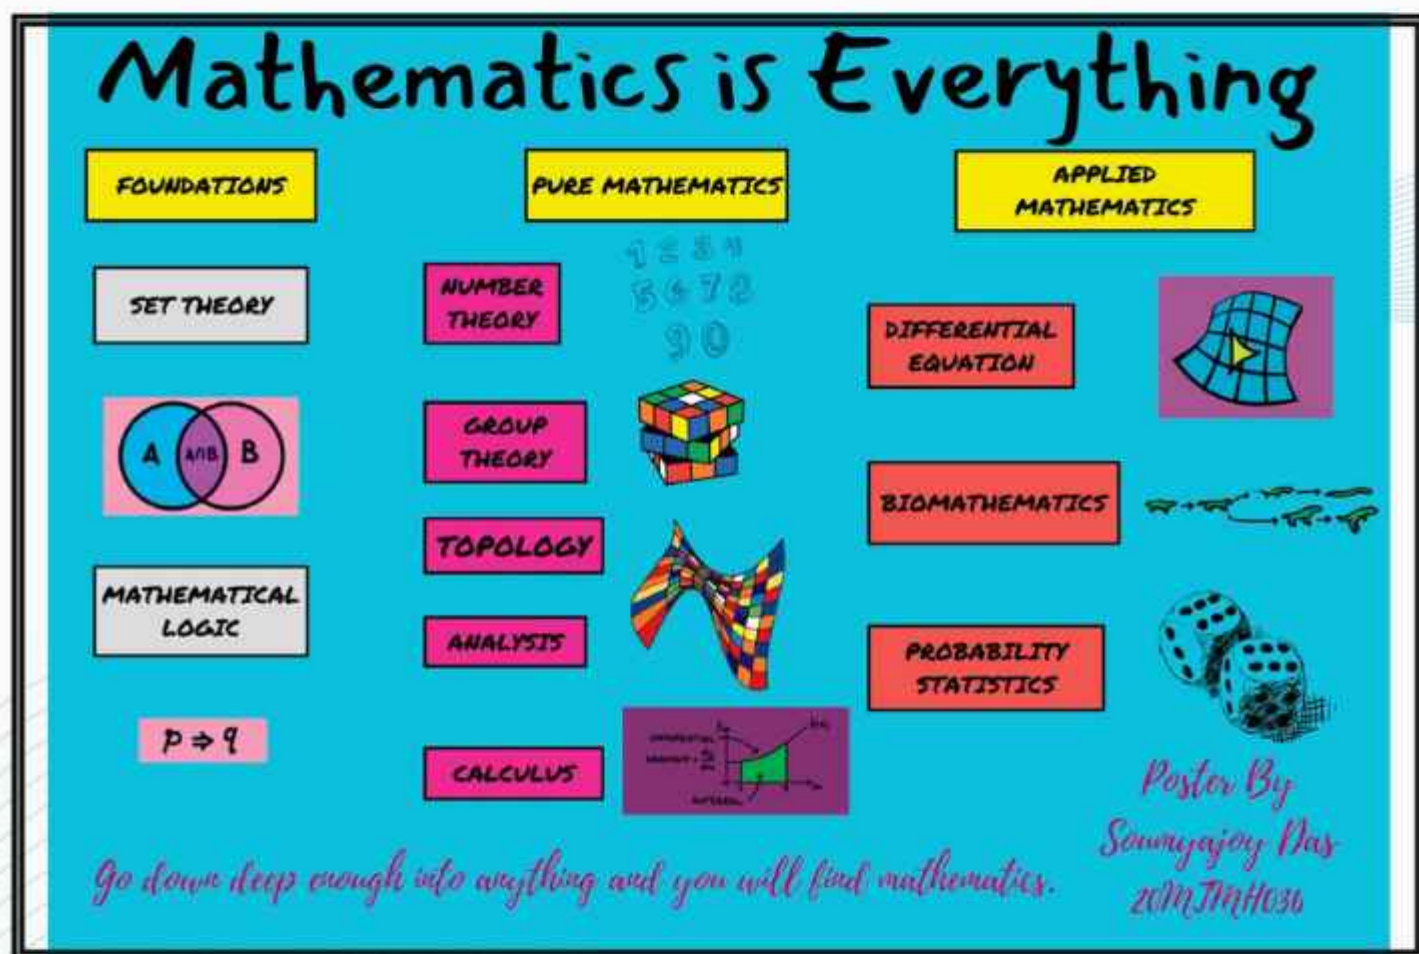 Mathematics is Everything
FOUNDATIONS
PURE MATHEMATICS
APPLIED
MATHEMATICS
SET THEORY
A
A∩B
B
MATHEMATICAL
LOGIC
p ⇒ q
NUMBER
THEORY
1 2 3 4
5 6 7 8
9 0
GROUP
THEORY
TOPOLOGY
ANALYSIS
CALCULUS
DIFFERENTIAL
EQUATION
BIOMATHEMATICS
PROBABILITY
STATISTICS
Go down deep enough into anything and you will find mathematics.
Poster By
Soumyajoy Das